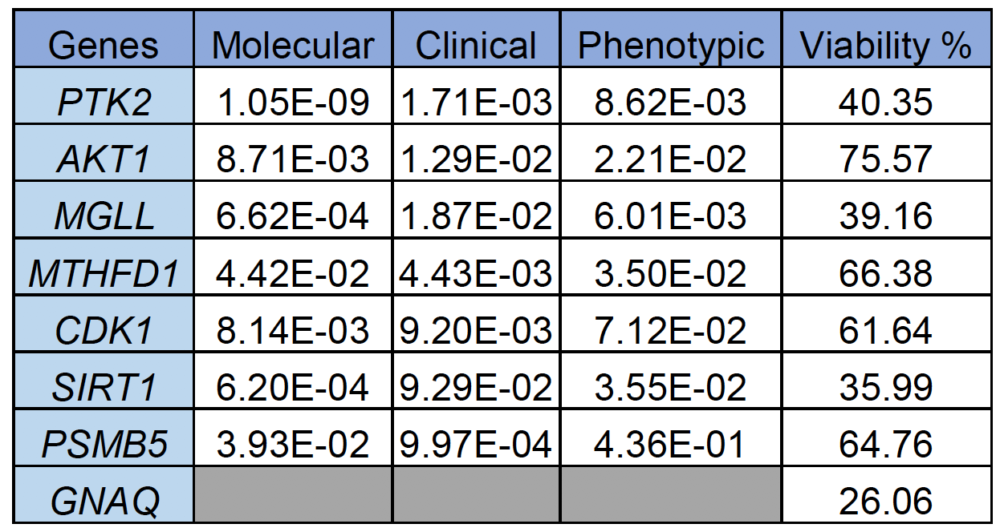 Genes Molecular Clinical Phenotypic Viability %
PTK2 1.05E-09 1.71E-03 8.62E-03 40.35
AKT1 8.71E-03 1.29E-02 2.21E-02 75.57
MGLL 6.62E-04 1.87E-02 6.01E-03 39.16
MTHFD1 4.42E-02 4.43E-03 3.50E-02 66.38
CDK1 8.14E-03 9.20E-03 7.12E-02 61.64
SIRT1 6.20E-04 9.29E-02 3.55E-02 35.99
PSMB5 3.93E-02 9.97E-04 4.36E-01 64.76
GNAQ 26.06